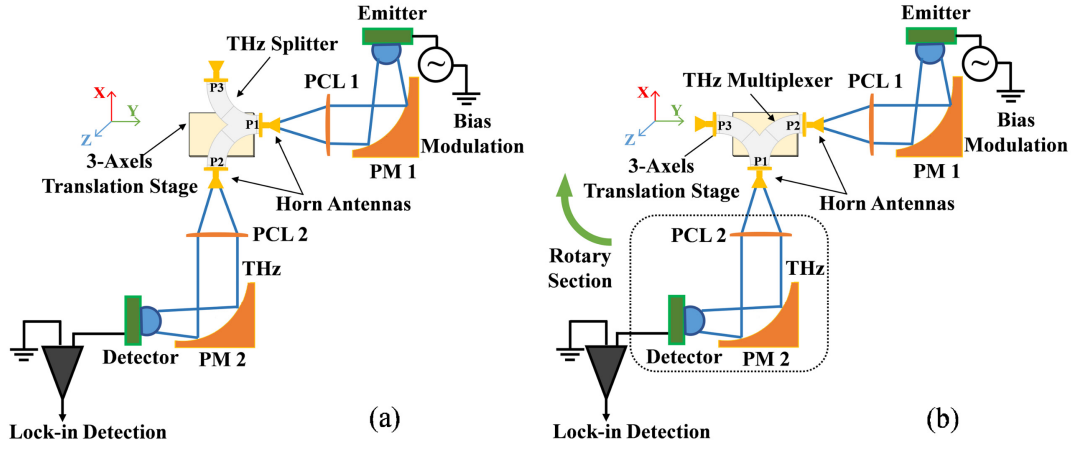 Emitter
THz Splitter
PCL 1
P3
X
Y
Z
P1
Bias
Modulation
3-Axels
Translation Stage
P2
PM 1
Horn Antennas
PCL 2
THz
Detector
PM 2
Lock-in Detection
(a)
Emitter
PCL 1
THz Multiplexer
X
Y
Z
P3
P2
Bias
Modulation
3-Axels
Translation Stage
P1
PM 1
Horn Antennas
PCL 2
Rotary
Section
THz
Detector
PM 2
Lock-in Detection
(b)